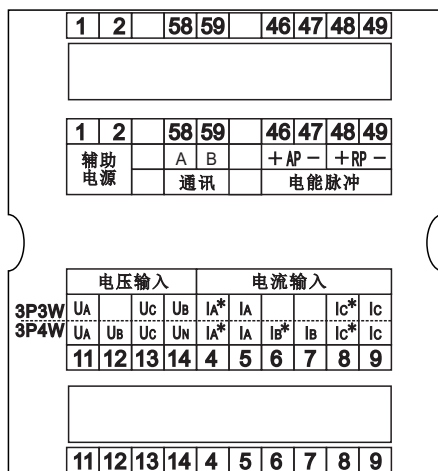 1 2 58 59 46 47 48 49
1 2 58 59 46 47 48 49
辅助电源 A B + AP − + RP −
通讯 电能脉冲
电压输入 电流输入
3P3W UA UC UB IA* IA IC* IC
3P4W UA UB UC UN IA* IA IB* IB IC* IC
11 12 13 14 4 5 6 7 8 9
11 12 13 14 4 5 6 7 8 9